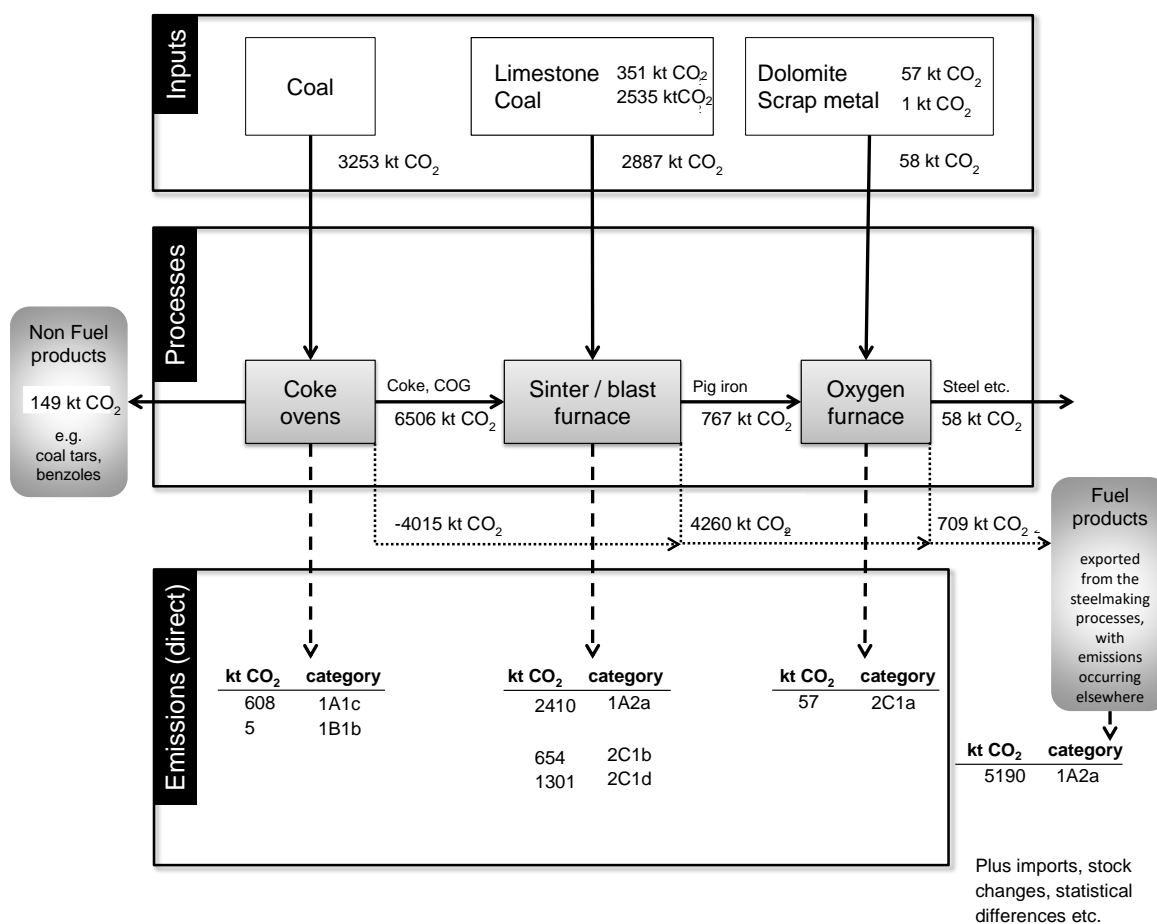 Inputs
Coal
Limestone 351 kt CO2
Coal 2535 ktCO2
Dolomite 57 kt CO2
Scrap metal 1 kt CO2
3253 kt CO2
2887 kt CO2
58 kt CO2
Processes
Non Fuel
products
149 kt CO2
e.g.
coal tars,
benzoles
Coke
ovens
Coke, COG
6506 kt CO2
Sinter / blast
furnace
Pig iron
767 kt CO2
Oxygen
furnace
Steel etc.
58 kt CO2
-4015 kt CO2
4260 kt CO2
709 kt CO2
Fuel
products
exported
from the
steelmaking
processes,
with
emissions
occurring
elsewhere
Emissions (direct)
kt CO2 category
608 1A1c
5 1B1b
kt CO2 category
2410 1A2a
654 2C1b
1301 2C1d
kt CO2 category
57 2C1a
kt CO2 category
5190 1A2a
Plus imports, stock
changes, statistical
differences etc.